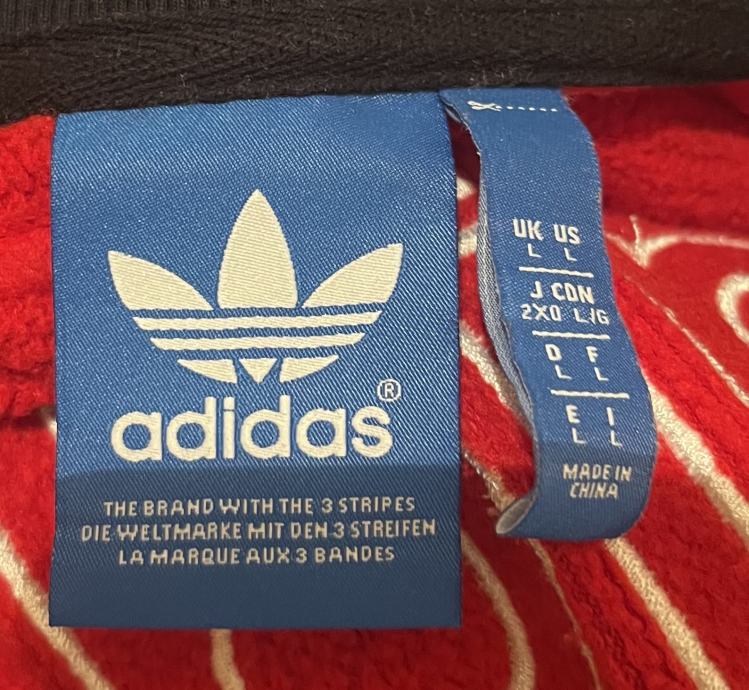 adidas®
THE BRAND WITH THE 3 STRIPES
DIE WELTMARKE MIT DEN 3 STREIFEN
LA MARQUE AUX 3 BANDES
UK US
L L
J CDN
2XO L/G
D F
L L
E I
L L
MADE IN
CHINA